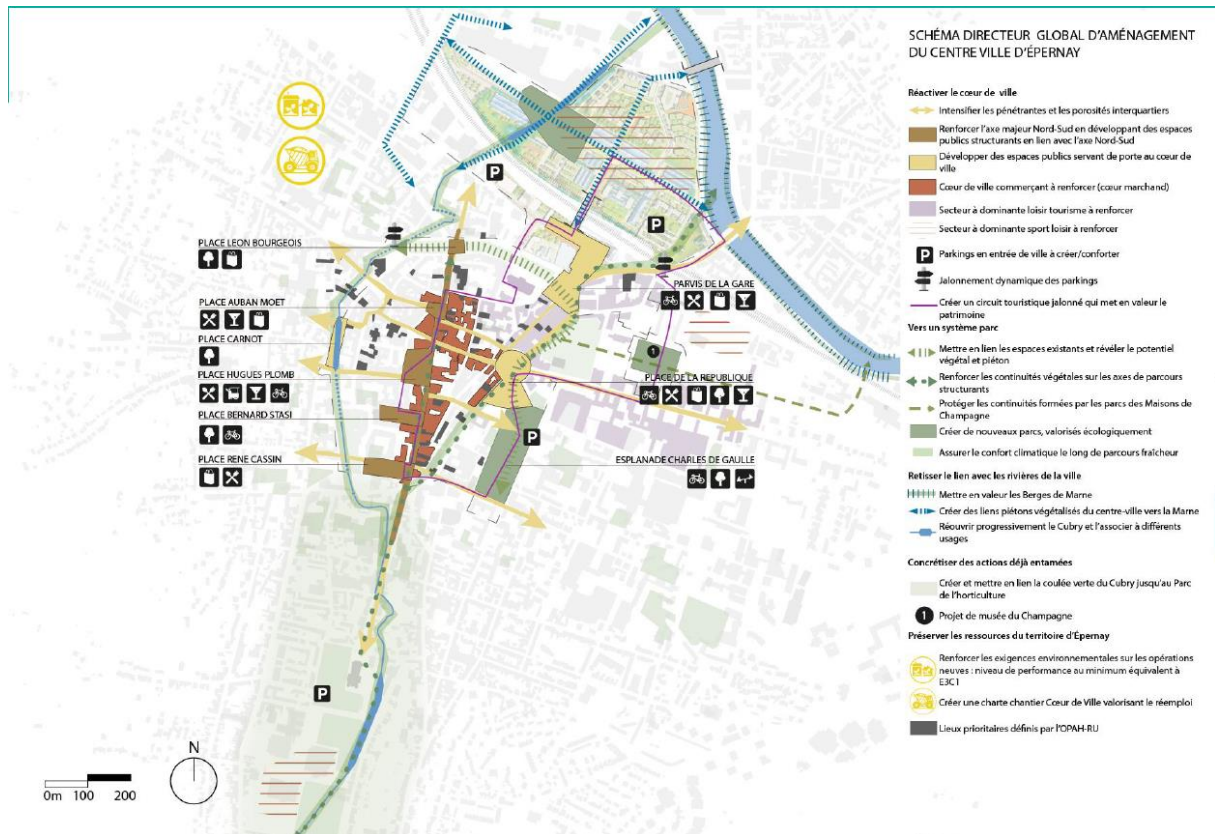 SCHÉMA DIRECTEUR GLOBAL D'AMÉNAGEMENT
DU CENTRE VILLE D'ÉPERNAY
Réactiver le cœur de ville
Intensifier les pénétrantes et les porosités interquartiers
Renforcer l'axe majeur Nord-Sud en développant des espaces
publics structurants en lien avec l'axe Nord-Sud
Développer des espaces publics servant de porte au cœur de
ville
Cœur de ville commerçant à renforcer (cœur marchand)
Secteur à dominante loisir tourisme à renforcer
Secteur à dominante sport loisir à renforcer
P Parkings en entrée de ville à créer/conforter
Jalonnement dynamique des parkings
Créer un circuit touristique jalonné qui met en valeur le
patrimoine
Vers un système parc
Mettre en lien les espaces existants et révéler le potentiel
végétal et piéton
Renforcer les continuités végétales sur les axes de parcours
structurants
Protéger les continuités formées par les parcs des Maisons de
Champagne
Créer de nouveaux parcs, valorisés écologiquement
Assurer le confort climatique le long de parcours fraîcheur
Retisser le lien avec les rivières de la ville
Mettre en valeur les Berges de Marne
Créer des liens piétons végétalisés du centre-ville vers la Marne
Réouvrir progressivement le Cubry et l'associer à différents
usages
Concrétiser des actions déjà entamées
Créer et mettre en lien la coulée verte du Cubry jusqu'au Parc
de l'horticulture
1 Projet de musée du Champagne
Préserver les ressources du territoire d'Épernay
Renforcer les exigences environnementales sur les opérations
neuves : niveau de performance au minimum équivalent à
E3C1
Créer une charte chantier Cœur de Ville valorisant le réemploi
Lieux prioritaires définis par l'OPAH-RU
P
P
PLACE LEON BOURGEOIS
PARVIS DE LA GARE
PLACE AUBAN MOET
PLACE CARNOT
1
PLACE HUGUES PLOMB
PLACE DE LA REPUBLIQUE
PLACE BERNARD STASI
P
PLACE RENE CASSIN
ESPLANADE CHARLES DE GAULLE
P
N
0m 100 200